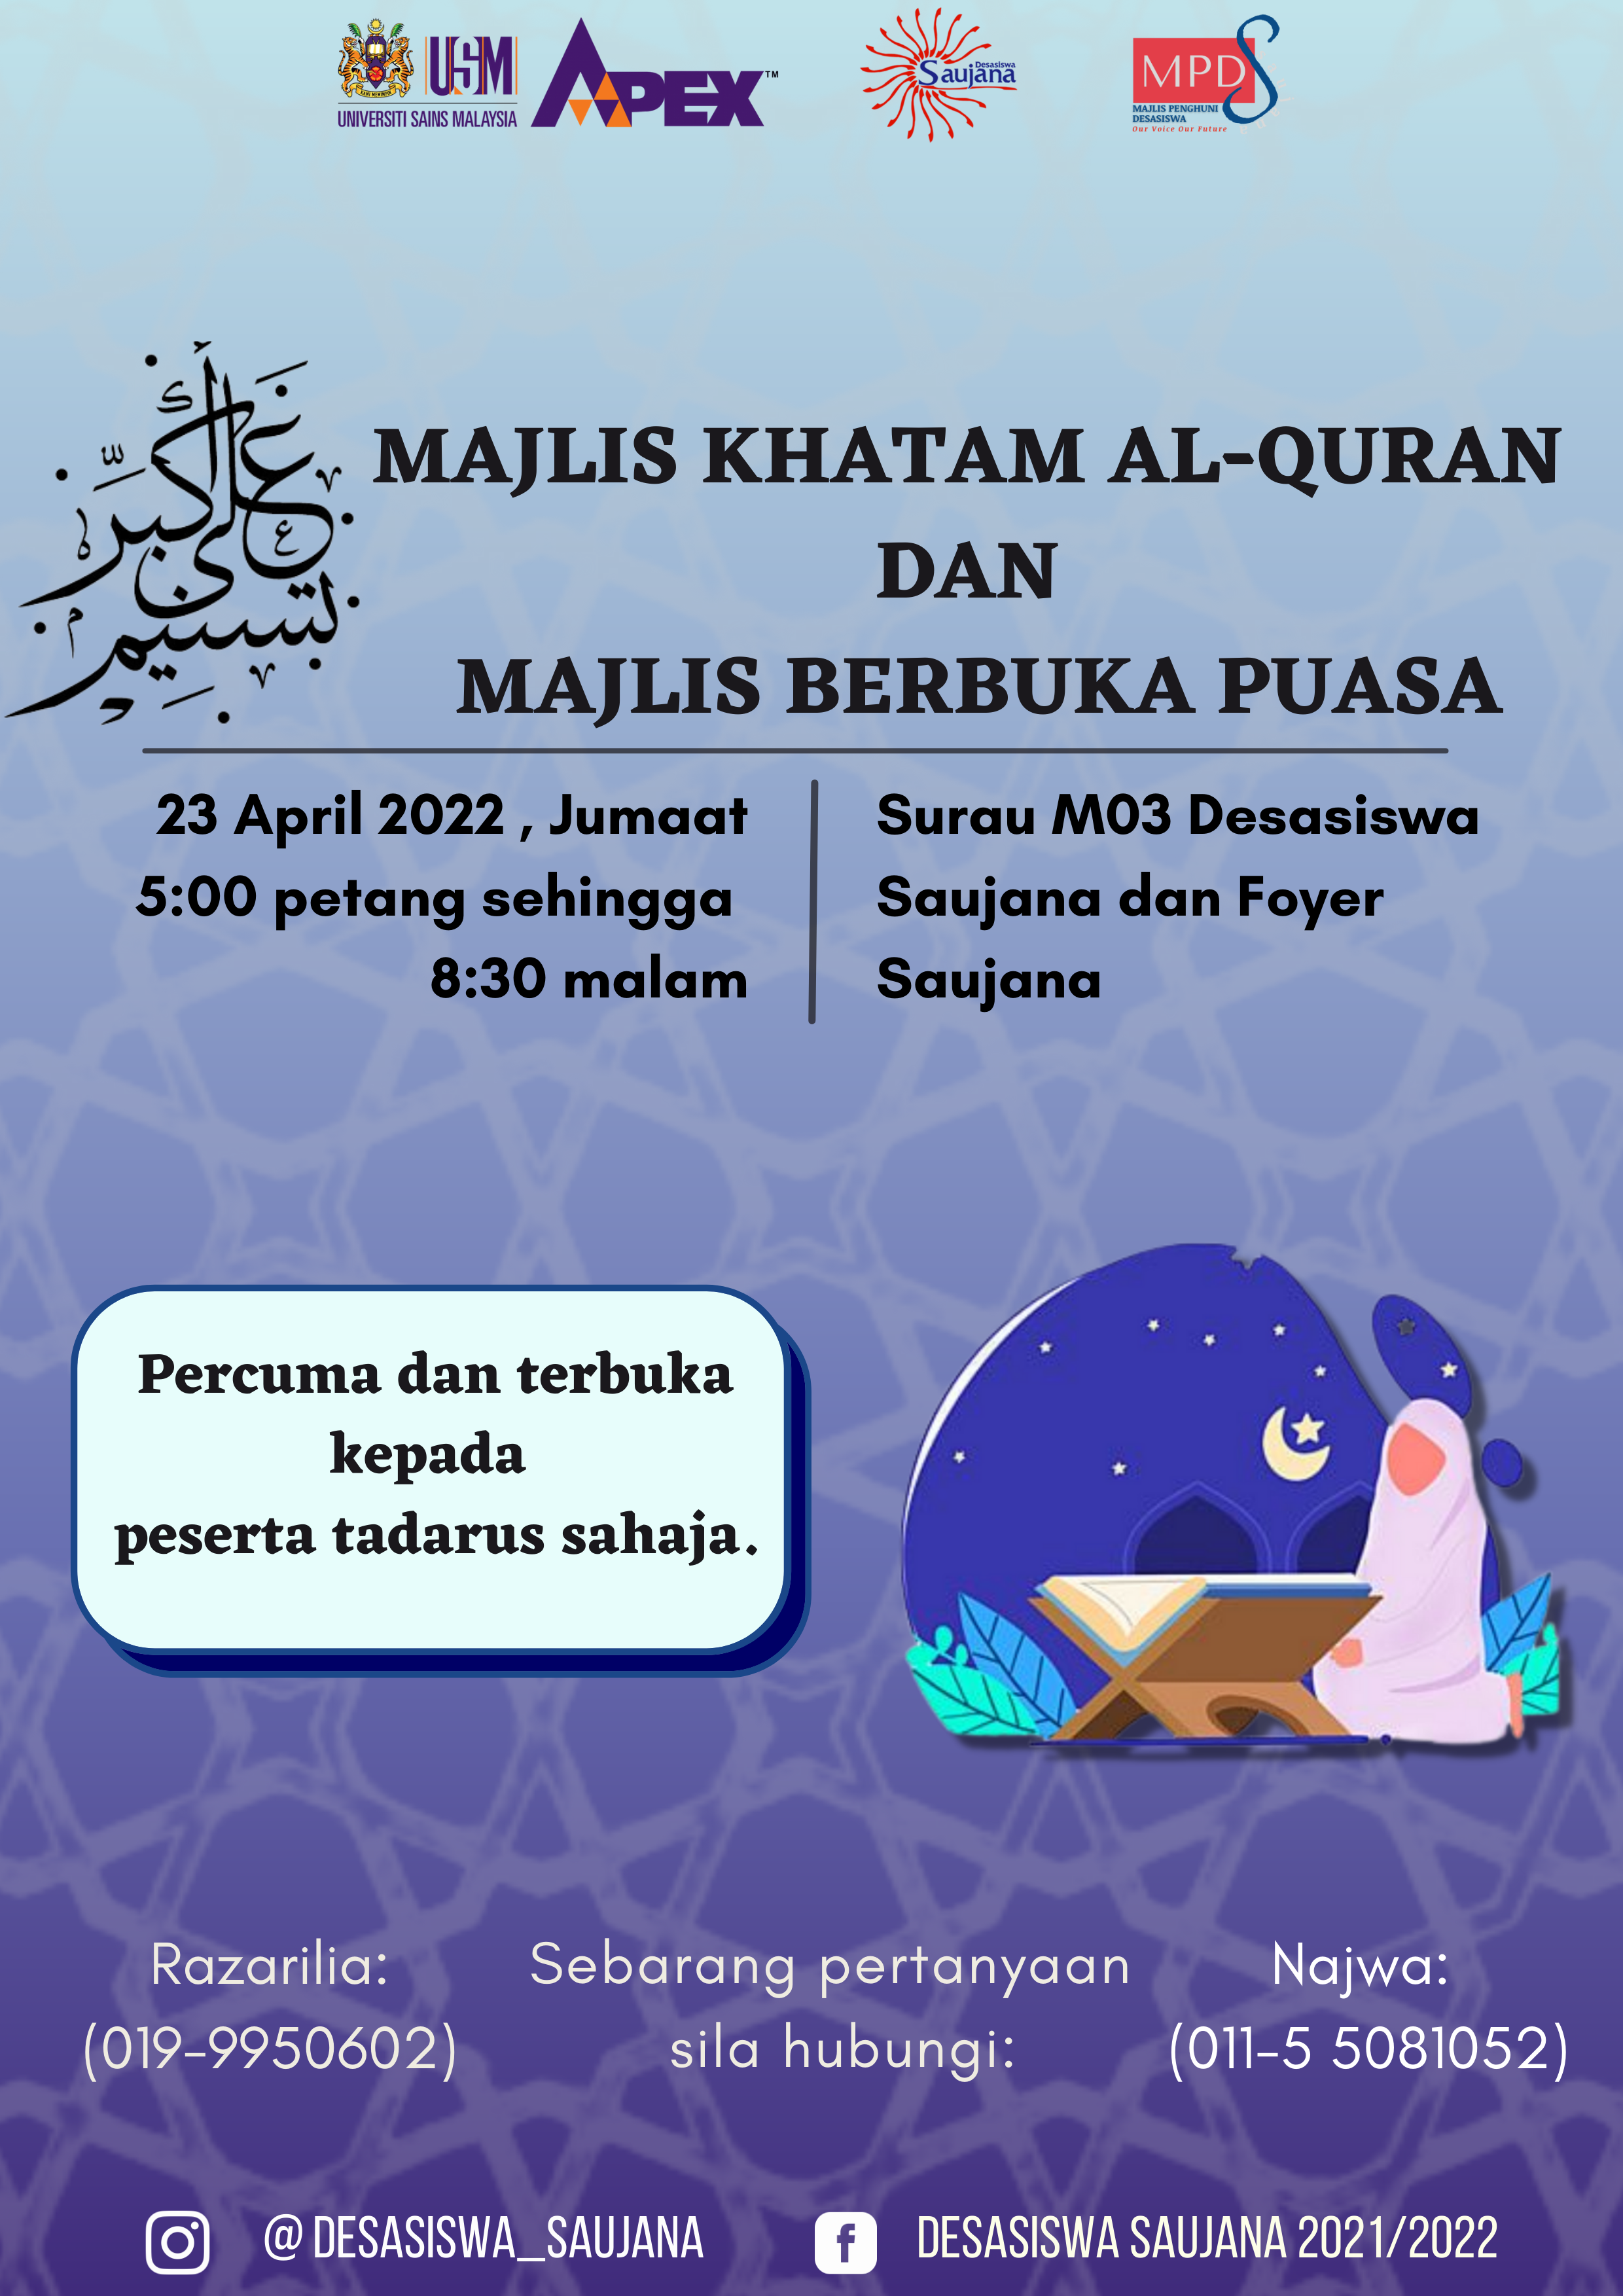 USM
UNIVERSITI SAINS MALAYSIA
APEX™
Desasiswa
Saujana
MPDS
MAJLIS PENGHUNI
DESASISWA
Our Voice Our Future
MAJLIS KHATAM AL-QURAN
DAN
MAJLIS BERBUKA PUASA
23 April 2022 , Jumaat
5:00 petang sehingga
8:30 malam
Surau M03 Desasiswa
Saujana dan Foyer
Saujana
Percuma dan terbuka
kepada
peserta tadarus sahaja.
Razarilia:
(019-9950602)
Sebarang pertanyaan
sila hubungi:
Najwa:
(011-5 5081052)
@ DESASISWA_SAUJANA
DESASISWA SAUJANA 2021/2022